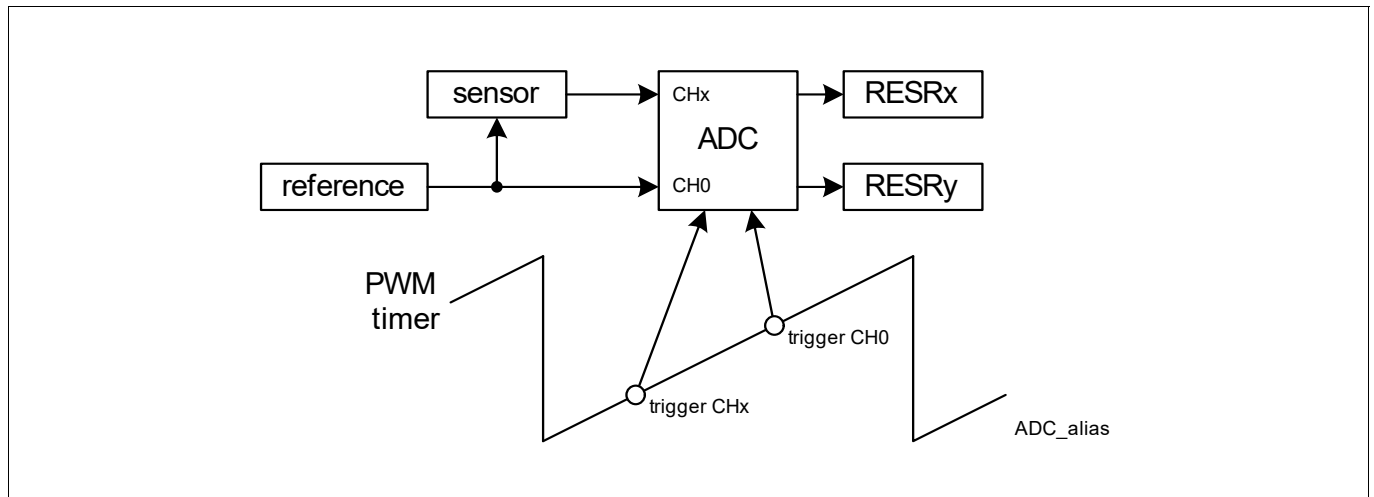 sensor
CHx
RESRx
ADC
reference
CH0
RESRy
PWM
timer
trigger CH0
trigger CHx
ADC_alias